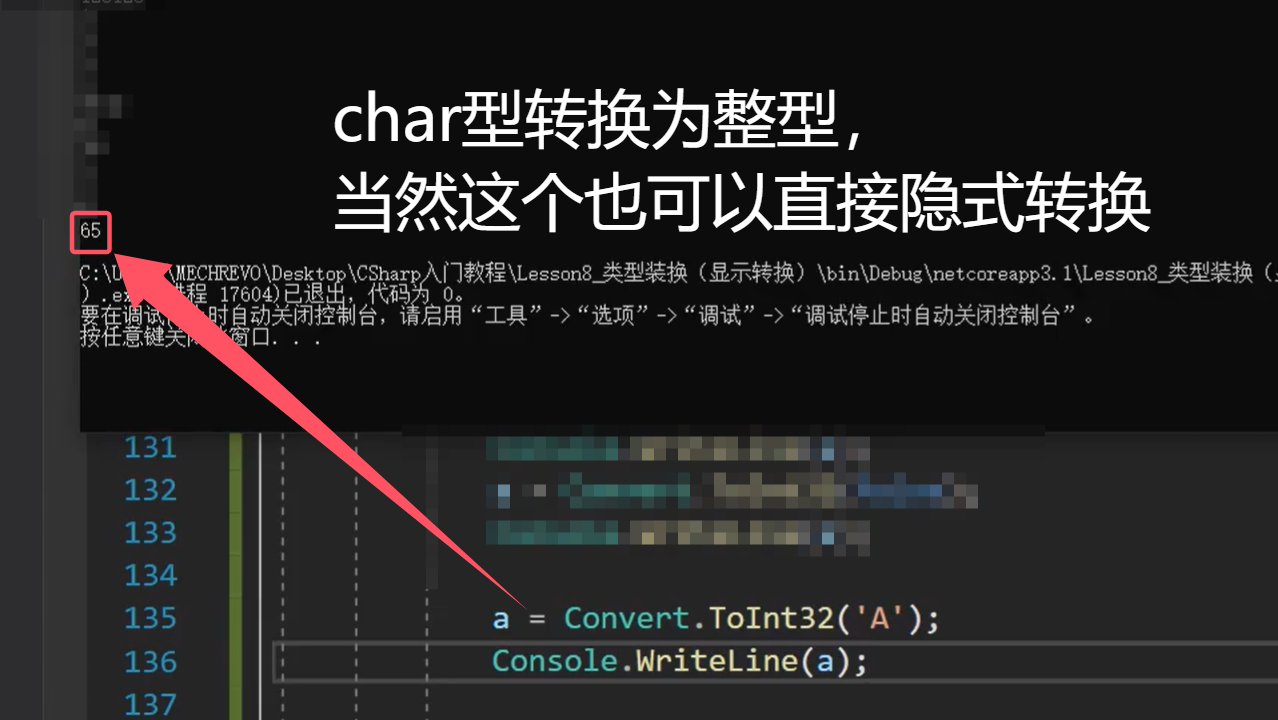 char型转换为整型，
当然这个也可以直接隐式转换
65
\MECHREVO\Desktop\CSharp入门教程\Lesson8_类型装换（显示转换）\bin\Debug\netcoreapp3.1\Lesson8_类型装换（
进程 17604)已退出，代码为 0。
要在调试 时自动关闭控制台，请启用“工具”->“选项”->“调试”->“调试停止时自动关闭控制台”。
按任意键关 窗口. . .
131
132
133
134
135 a = Convert.ToInt32('A');
136 Console.WriteLine(a);
137